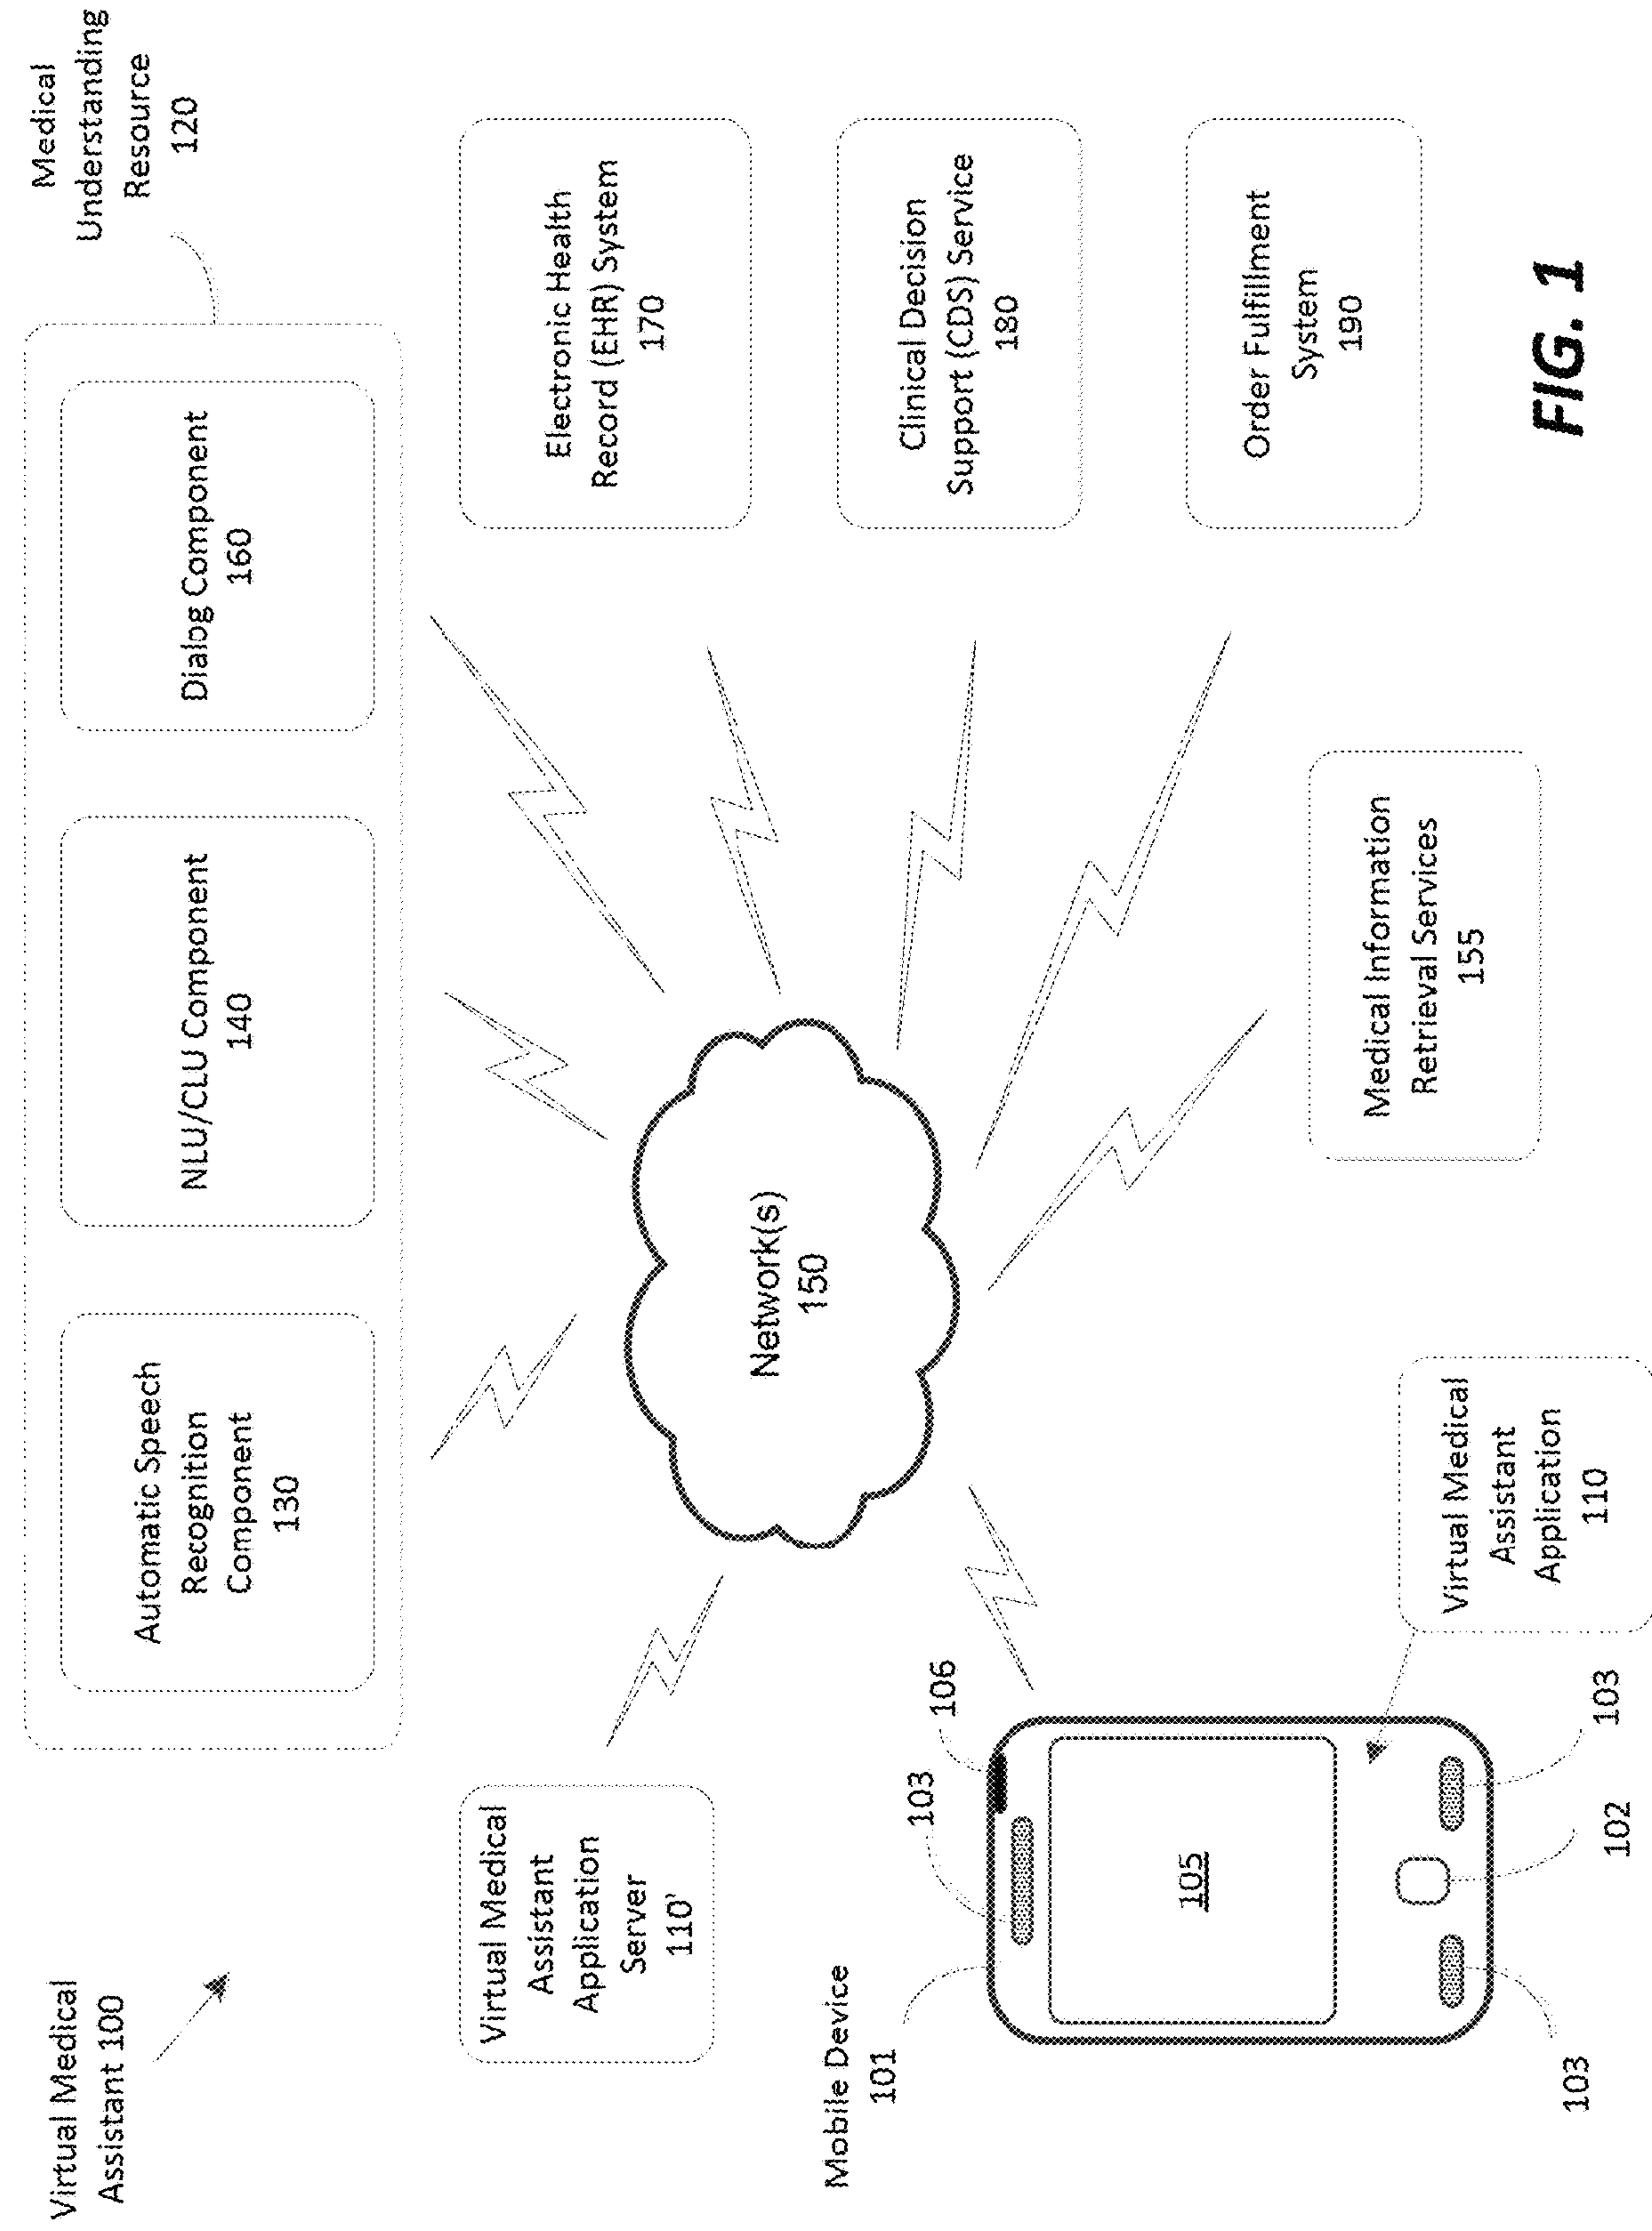 Virtual Medical
Assistant 100
Medical
Understanding
Resource
120
Automatic Speech
Recognition
Component
130
NLU/CLU Component
140
Dialog Component
160
Virtual Medical
Assistant
Application
Server
110'
Electronic Health
Record (EHR) System
170
Network(s)
150
Clinical Decision
Support (CDS) Service
180
Mobile Device
101
103
106
105
Order Fulfillment
System
190
Medical Information
Retrieval Services
155
Virtual Medical
Assistant
Application
110
103
102
103
FIG. 1